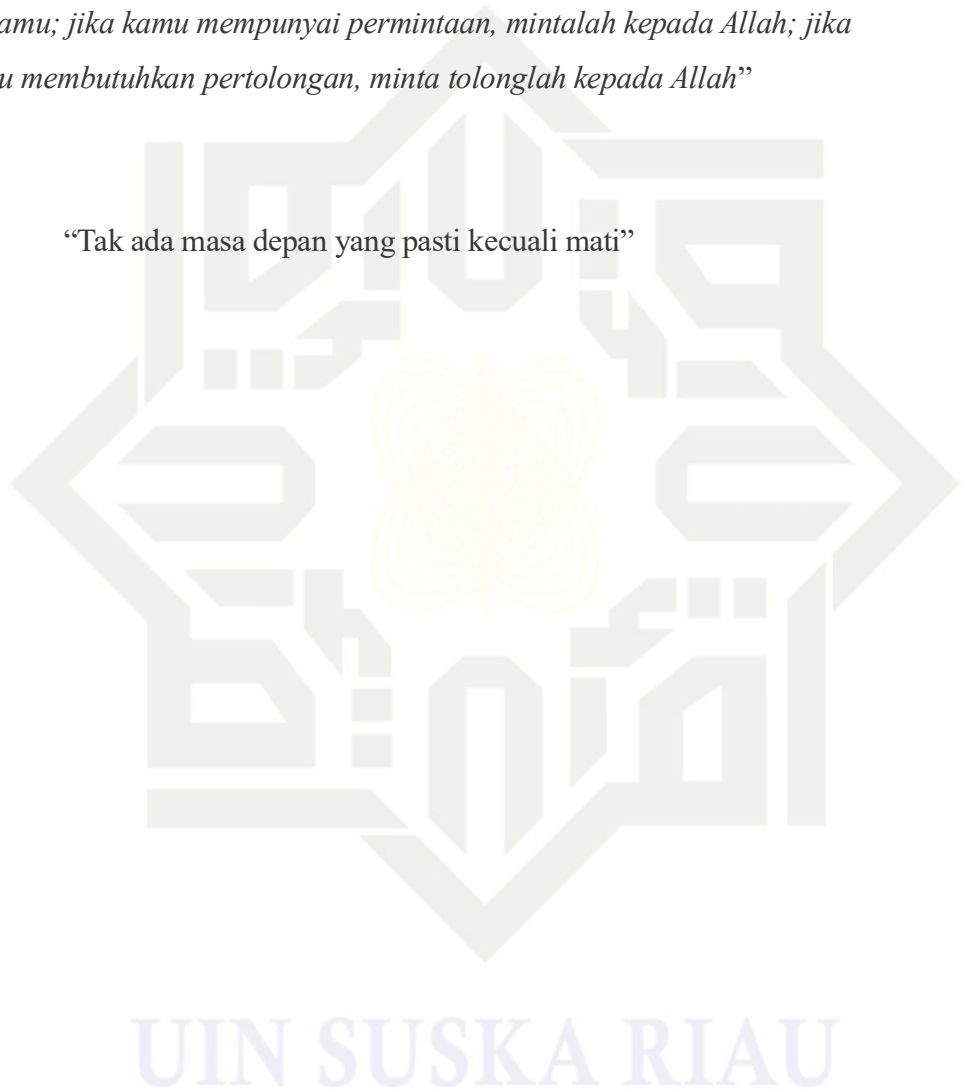 amu; jika kamu mempunyai permintaan, mintalah kepada Allah; jika
u membutuhkan pertolongan, minta tolonglah kepada Allah”
“Tak ada masa depan yang pasti kecuali mati”
UIN SUSKA RIAU